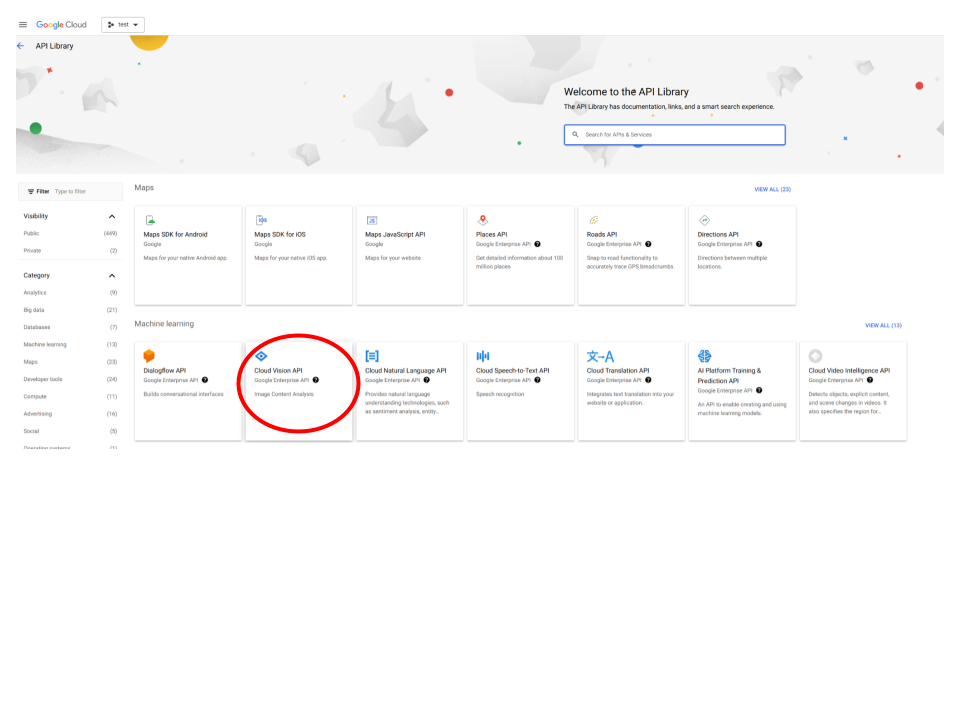 Google Cloud
test
API Library
Welcome to the API Library
The API Library has documentation, links, and a smart search experience.
Search for APIs & Services
Filter Type to filter
Visibility
Public (449)
Private (2)
Category
Analytics (9)
Big data (21)
Databases (7)
Machine learning (13)
Maps (23)
Developer tools (24)
Compute (11)
Advertising (16)
Social (5)
Operating systems (1)
Maps
VIEW ALL (23)
Maps SDK for Android
Google
Maps for your native Android app.
Maps SDK for iOS
Google
Maps for your native iOS app.
Maps JavaScript API
Google
Maps for your website
Places API
Google Enterprise API
Get detailed information about 100
million places
Roads API
Google Enterprise API
Snap-to-road functionality to
accurately trace GPS breadcrumbs.
Directions API
Google Enterprise API
Directions between multiple
locations.
Machine learning
VIEW ALL (13)
Dialogflow API
Google Enterprise API
Builds conversational interfaces
Cloud Vision API
Google Enterprise API
Image Content Analysis
Cloud Natural Language API
Google Enterprise API
Provides natural language
understanding technologies, such
as sentiment analysis, entity…
Cloud Speech-to-Text API
Google Enterprise API
Speech recognition
文→A
Cloud Translation API
Google Enterprise API
Integrates text translation into your
website or application.
AI Platform Training &
Prediction API
Google Enterprise API
An API to enable creating and using
machine learning models.
Cloud Video Intelligence API
Google Enterprise API
Detects objects, explicit content,
and scene changes in videos. It
also specifies the region for…